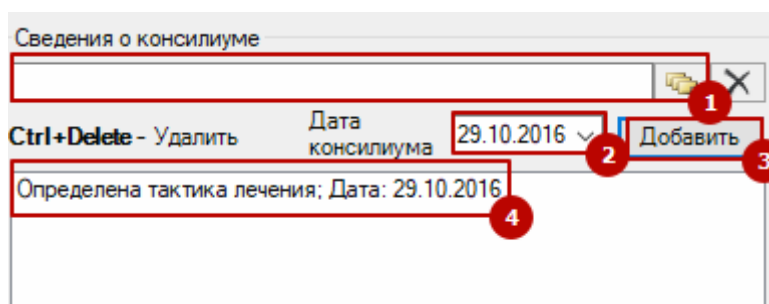 Сведения о консилиуме
1
Ctrl+Delete - Удалить Дата консилиума 29.10.2016 2 Добавить 3
Определена тактика лечения; Дата: 29.10.2016
4